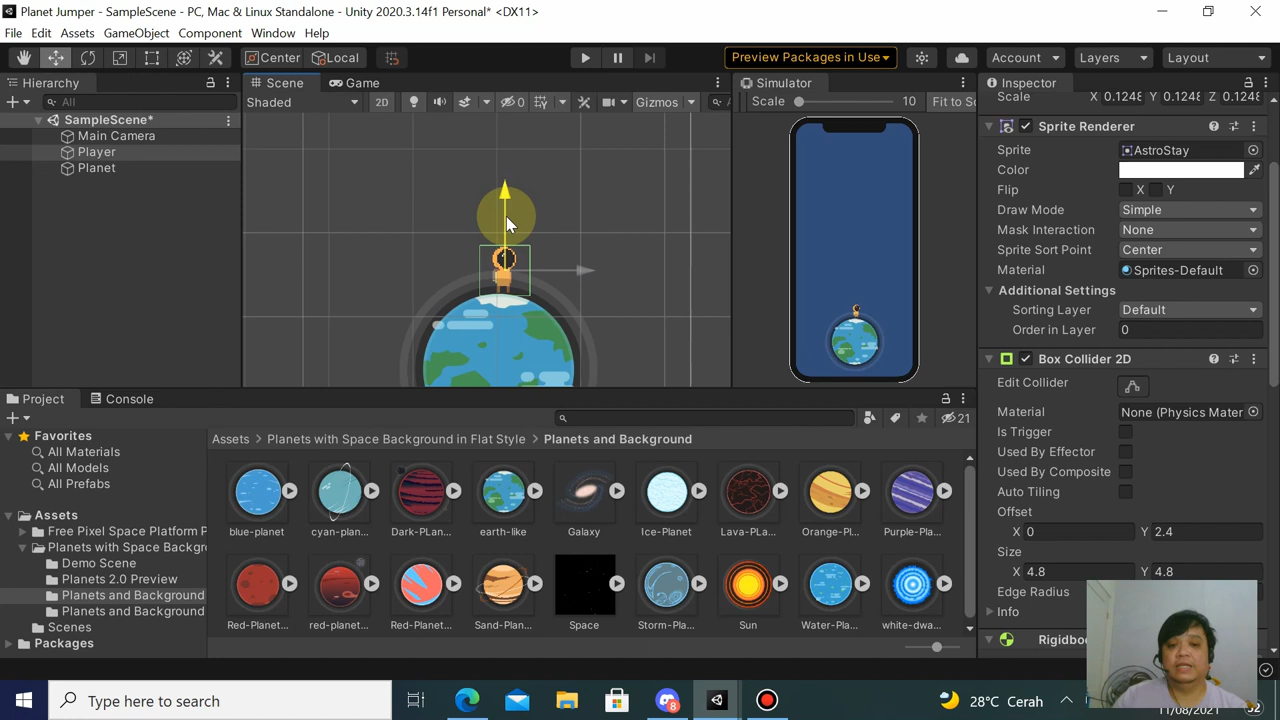 Planet Jumper - SampleScene - PC, Mac & Linux Standalone - Unity 2020.3.14f1 Personal* <DX11>
File Edit Assets GameObject Component Window Help
Center Local Preview Packages in Use Account Layers Layout
Hierarchy Scene Game Simulator Inspector
All Shaded 2D 0 Gizmos Scale 10 Fit to Sc
SampleScene*
Main Camera
Player
Planet
Scale X 0.1248 Y 0.1248 Z 0.1248
Sprite Renderer
Sprite AstroStay
Color
Flip X Y
Draw Mode Simple
Mask Interaction None
Sprite Sort Point Center
Material Sprites-Default
Additional Settings
Sorting Layer Default
Order in Layer 0
Box Collider 2D
Edit Collider
Material None (Physics Mater
Is Trigger
Used By Effector
Used By Composite
Auto Tiling
Offset
X 0 Y 2.4
Size
X 4.8 Y 4.8
Edge Radius
Info
Rigidbo
Project Console
21
Favorites
All Materials
All Models
All Prefabs
Assets
Free Pixel Space Platform P
Planets with Space Backgr
Demo Scene
Planets 2.0 Preview
Planets and Background
Planets and Background
Scenes
Packages
Assets > Planets with Space Background in Flat Style > Planets and Background
blue-planet cyan-plan... Dark-PLan... earth-like Galaxy Ice-Planet Lava-PLa... Orange-Pl... Purple-Pla...
Red-Planet... red-planet... Red-Planet... Sand-Plan... Space Storm-Pla... Sun Water-Pla... white-dwa...
Type here to search
8
28°C Cerah
11/08/2021